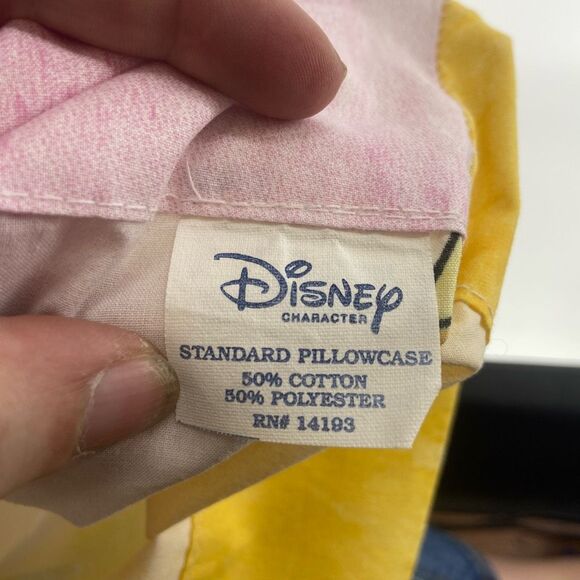 Disney
CHARACTER
STANDARD PILLOWCASE
50% COTTON
50% POLYESTER
RN# 14193